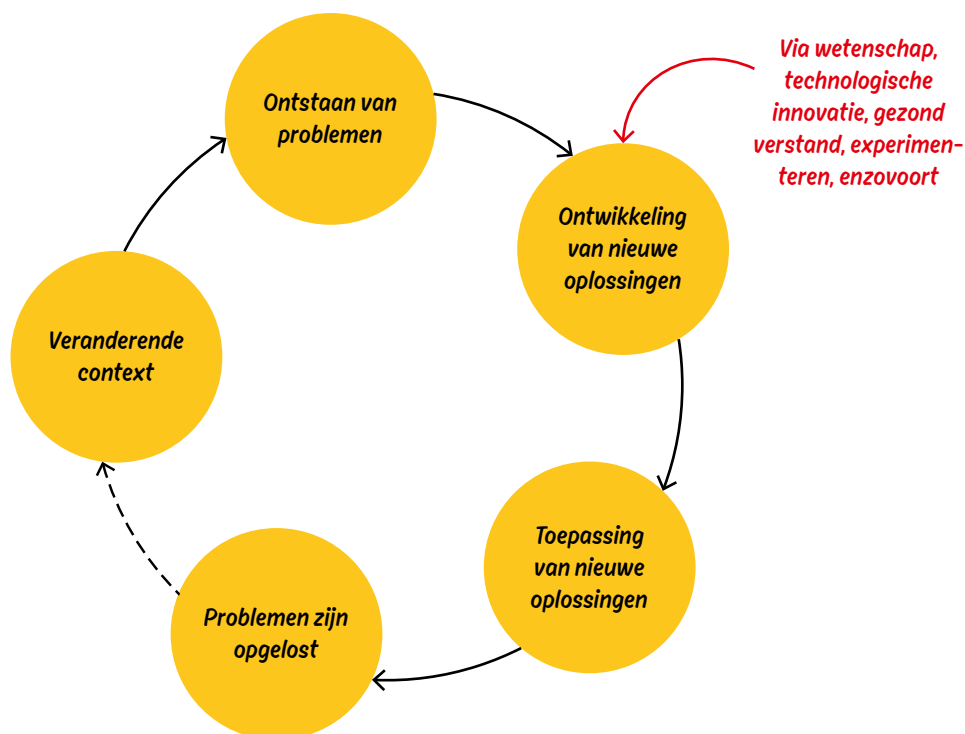 Ontstaan van
problemen
Via wetenschap,
technologische
innovatie, gezond
verstand, experimen-
teren, enzovoort
Ontwikkeling
van nieuwe
oplossingen
Toepassing
van nieuwe
oplossingen
Problemen zijn
opgelost
Veranderende
context